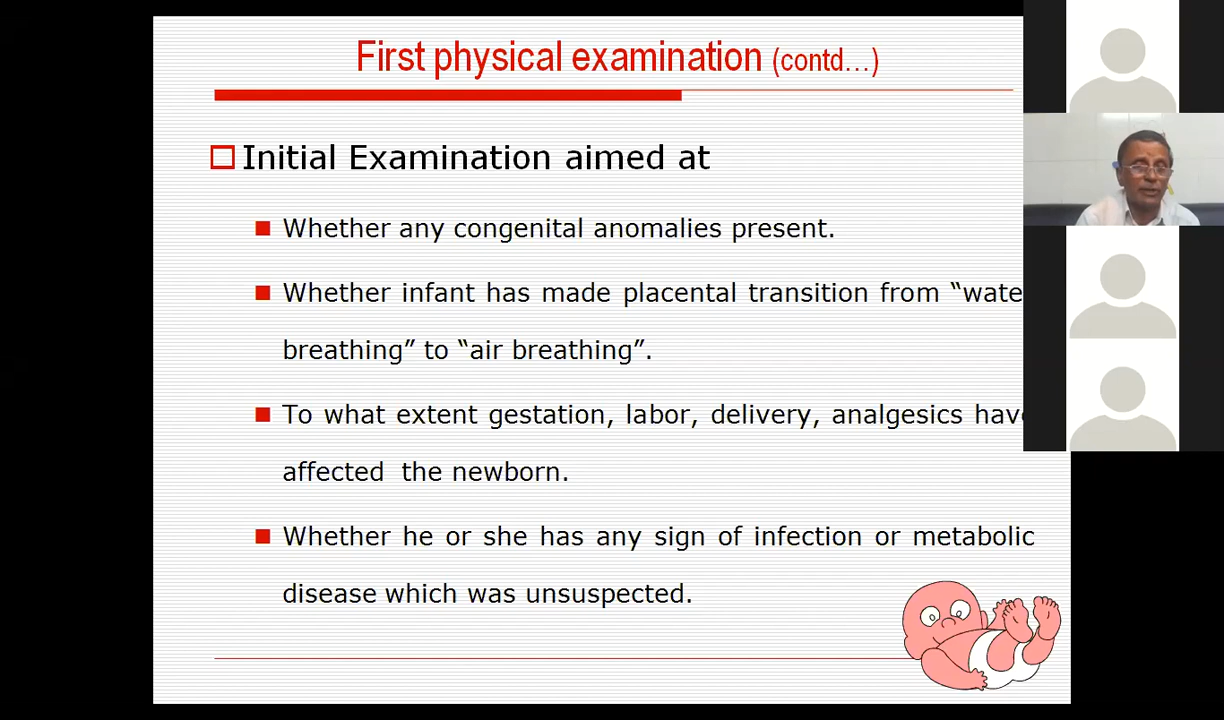 First physical examination (contd...)
Initial Examination aimed at
Whether any congenital anomalies present.
Whether infant has made placental transition from “wate
breathing” to “air breathing”.
To what extent gestation, labor, delivery, analgesics have
affected the newborn.
Whether he or she has any sign of infection or metabolic
disease which was unsuspected.